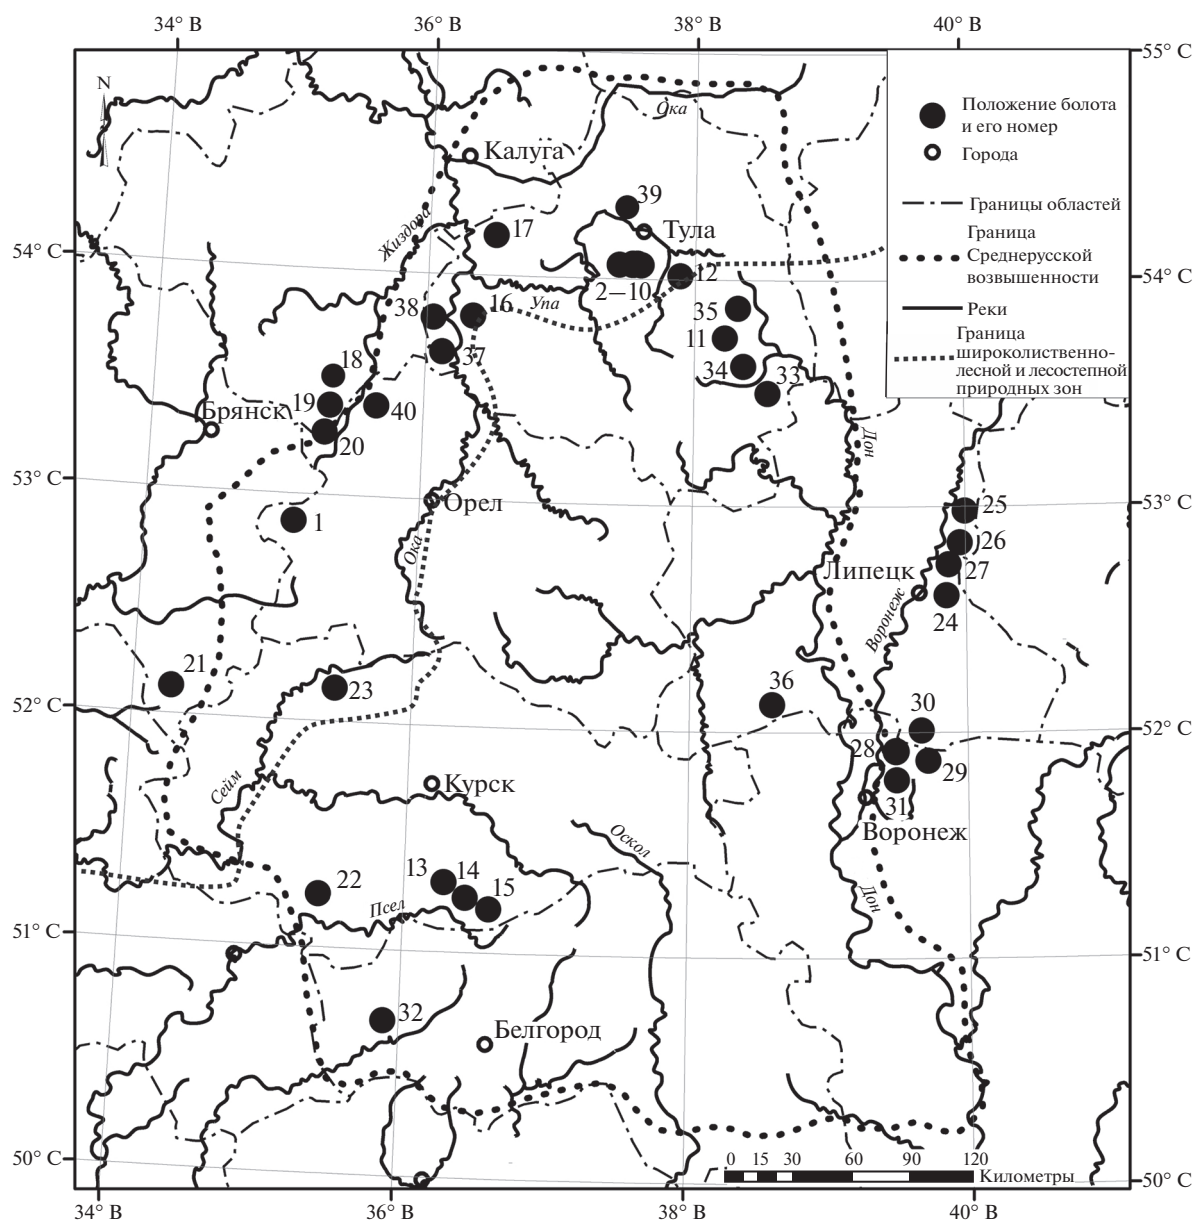 34° В
36° В
38° В
40° В
55° С
N
Ока
Положение болота
и его номер
Города
Калуга
39
Границы областей
Жиздра
17
Тула
Граница
Среднерусской
возвышенности
54° С
54° С
12
2—10
38
16
Упа
35
Реки
11
37
Граница
широколиственно-
лесной и лесостепной
природных зон
18
34
33
19
40
Брянск
20
Дон
53° С
53° С
Орел
25
1
26
Ока
Липецк
27
24
Воронеж
21
23
36
30
52° С
52° С
28
29
Сейм
Курск
31
Воронеж
Оскол
13
14
22
15
Псел
Дон
51° С
51° С
32
Белгород
50° С
0 15 30 60 90 120
Километры
50° С
34° В
36° В
38° В
40° В